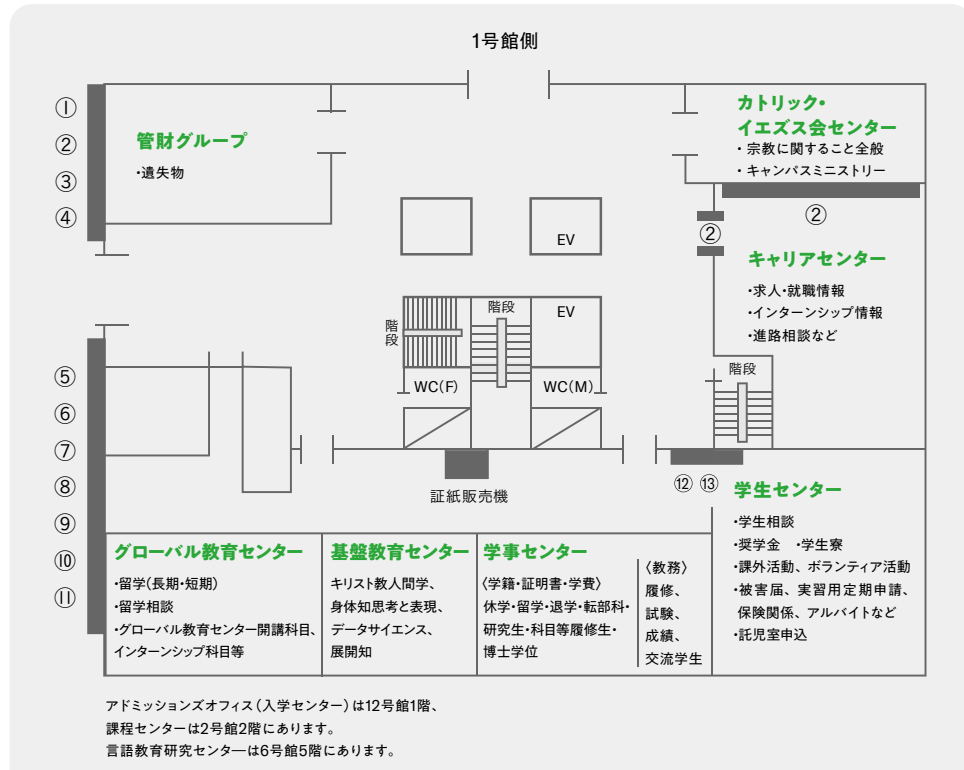 1号館側
①
②
③
④
管財グループ
・遺失物
カトリック・
イエズス会センター
・宗教に関すること全般
・キャンパスミニストリー
②
②
キャリアセンター
・求人・就職情報
・インターンシップ情報
・進路相談など
EV
EV
階段
階段
WC(F)
WC(M)
階段
⑤
⑥
⑦
⑧
⑨
⑩
⑪
証紙販売機
⑫ ⑬
学生センター
・学生相談
・奨学金 ・学生寮
・課外活動、ボランティア活動
・被害届、実習用定期申請、
保険関係、アルバイトなど
・託児室申込
グローバル教育センター
・留学(長期・短期)
・留学相談
・グローバル教育センター開講科目、
インターンシップ科目等
基盤教育センター
キリスト教人間学、
身体知思考と表現、
データサイエンス、
展開知
学事センター
〈学籍・証明書・学費〉
休学・留学・退学・転部科・
研究生・科目等履修生・
博士学位
〈教務〉
履修、
試験、
成績、
交流学生
アドミッションズオフィス(入学センター)は12号館1階、
課程センターは2号館2階にあります。
言語教育研究センターは6号館5階にあります。